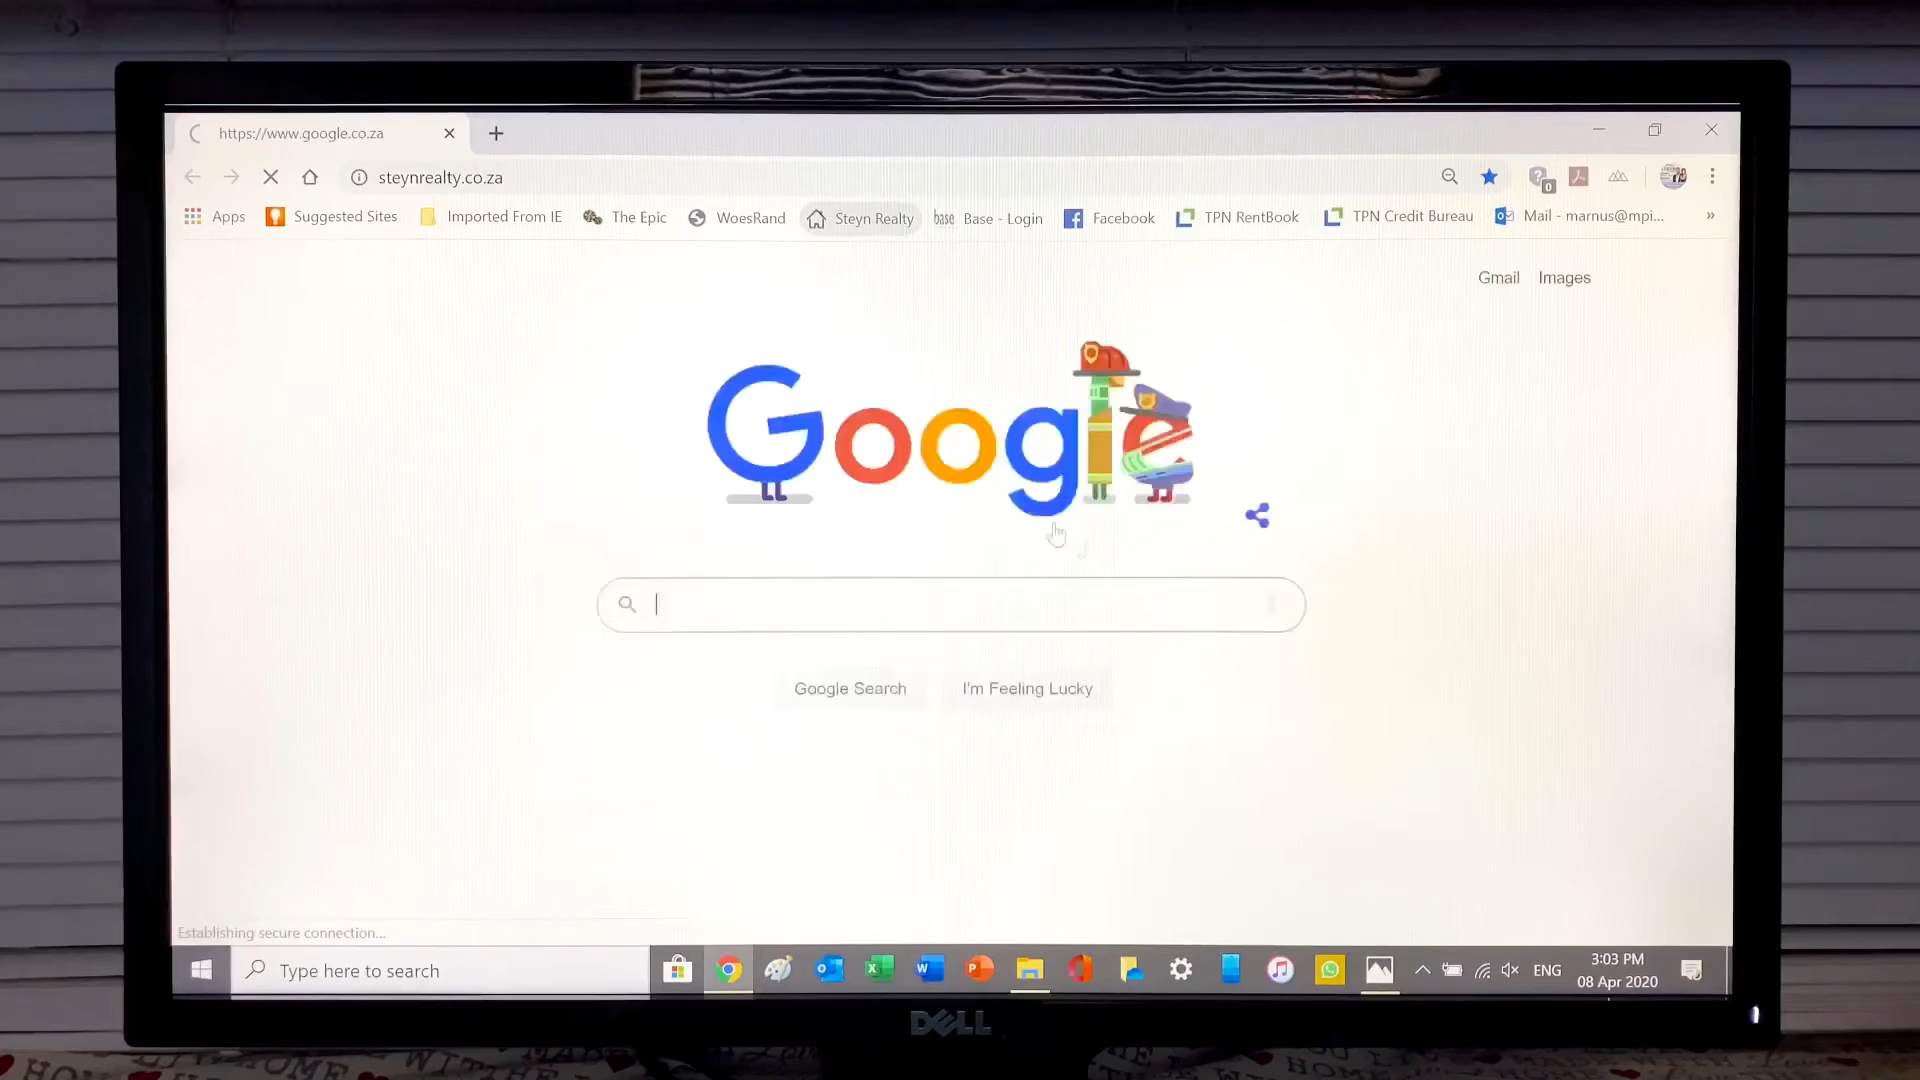 https://www.google.co.za
steynrealty.co.za
0
Apps Suggested Sites Imported From IE The Epic WoesRand Steyn Realty base Base - Login Facebook TPN RentBook TPN Credit Bureau Mail - marnus@mpi... »
Gmail Images
Google
Google Search I'm Feeling Lucky
Establishing secure connection...
Type here to search
ENG
3:03 PM
08 Apr 2020
DELL